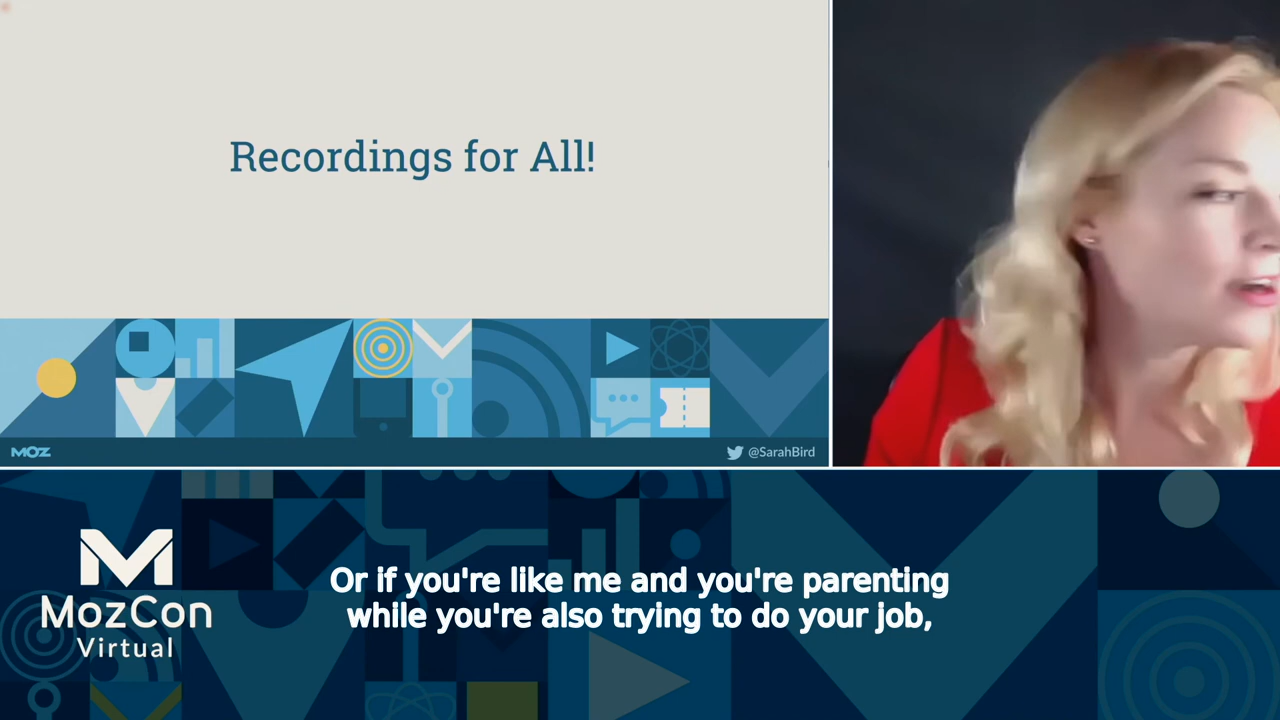 Recordings for All!
MOZ
@SarahBird
MozCon
Virtual
Or if you're like me and you're parenting
while you're also trying to do your job,